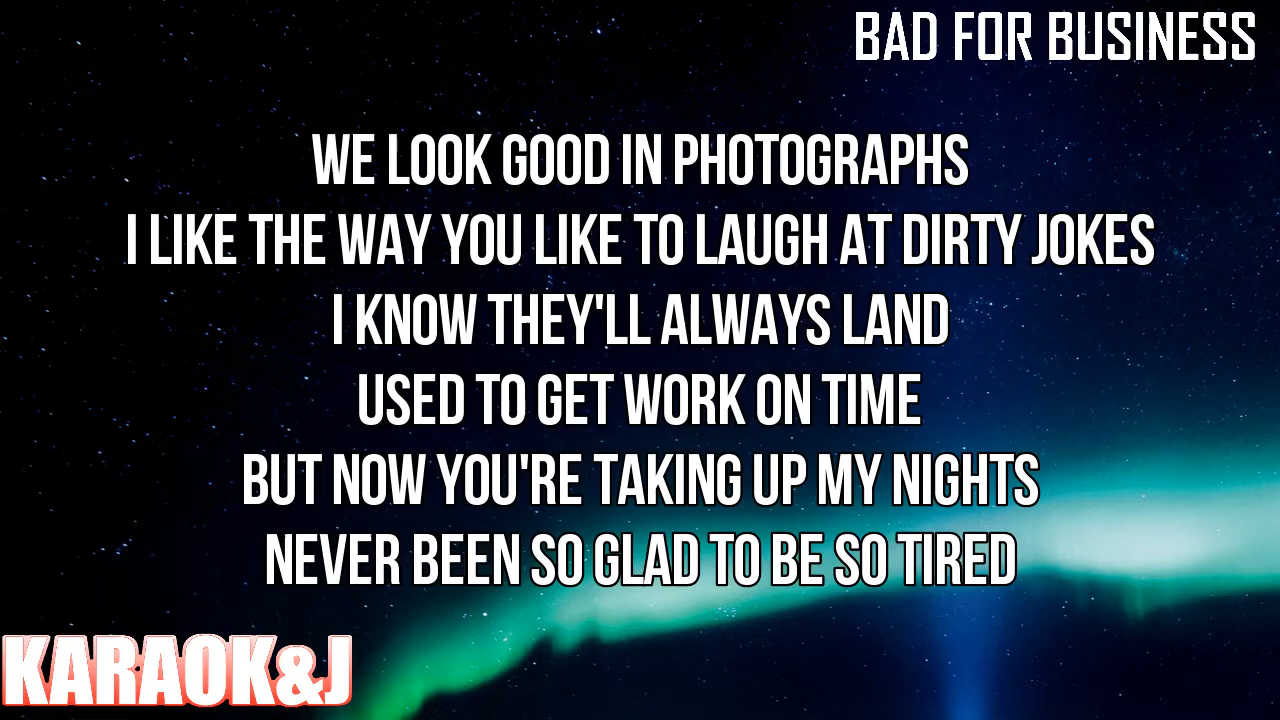 BAD FOR BUSINESS
WE LOOK GOOD IN PHOTOGRAPHS
I LIKE THE WAY YOU LIKE TO LAUGH AT DIRTY JOKES
I KNOW THEY'LL ALWAYS LAND
USED TO GET WORK ON TIME
BUT NOW YOU'RE TAKING UP MY NIGHTS
NEVER BEEN SO GLAD TO BE SO TIRED
KARAOK&J